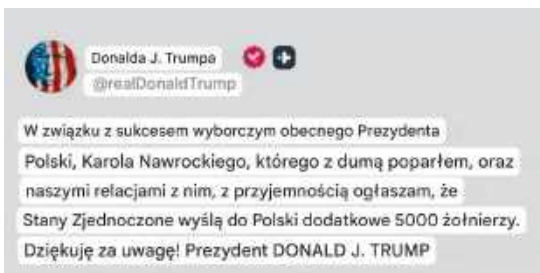 Donalda J. Trumpa
@realDonaldTrump
W związku z sukcesem wyborczym obecnego Prezydenta
Polski, Karola Nawrockiego, którego z dumą poparłem, oraz
naszymi relacjami z nim, z przyjemnością ogłaszam, że
Stany Zjednoczone wyślą do Polski dodatkowe 5000 żołnierzy.
Dziękuję za uwagę! Prezydent DONALD J. TRUMP